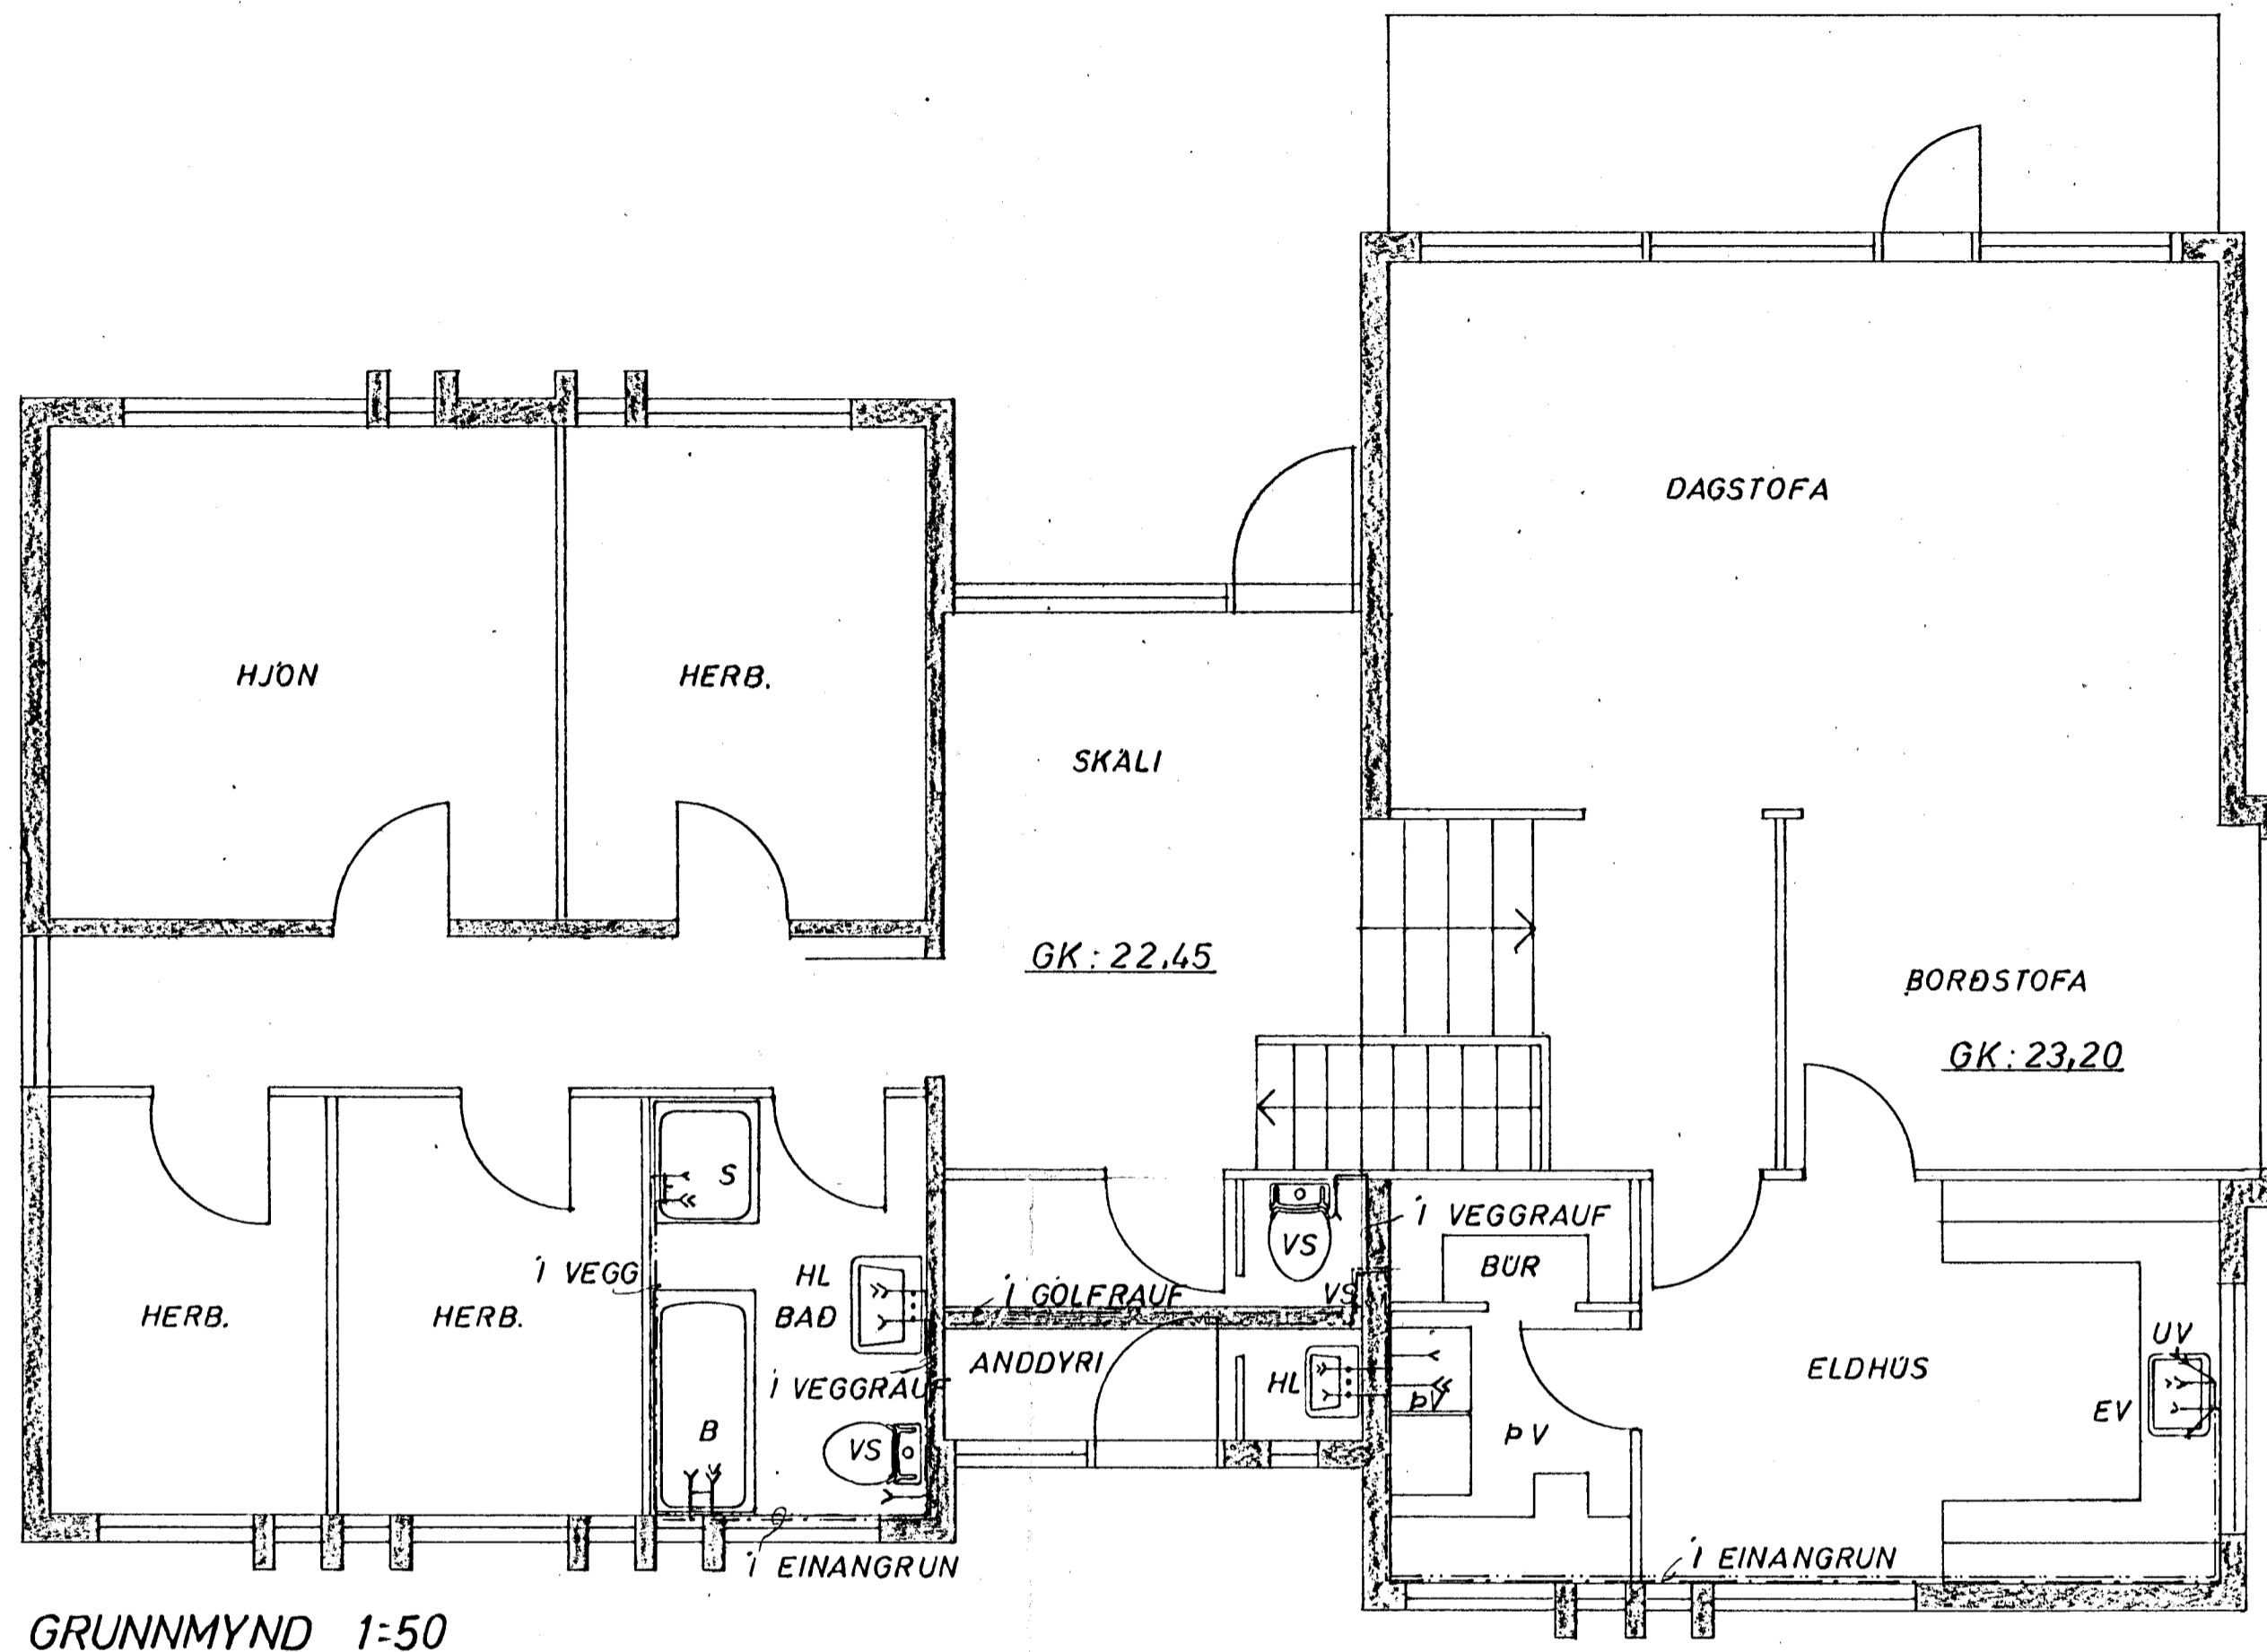 DAGSTOFA
HJÓN
HERB.
SKÁLI
GK: 22,45
BORÐSTOFA
GK: 23,20
S
Í VEGGRAUF
VS
BÚR
Í VEGG
HL
BAÐ
Í GÓLFRAUF
VS
HERB.
HERB.
ANDDYRI
HL
ÞV
ELDHÚS
UV
EV
Í VEGGRAUF
B
VS
ÞV
Í EINANGRUN
Í EINANGRUN
GRUNNMYND 1:50